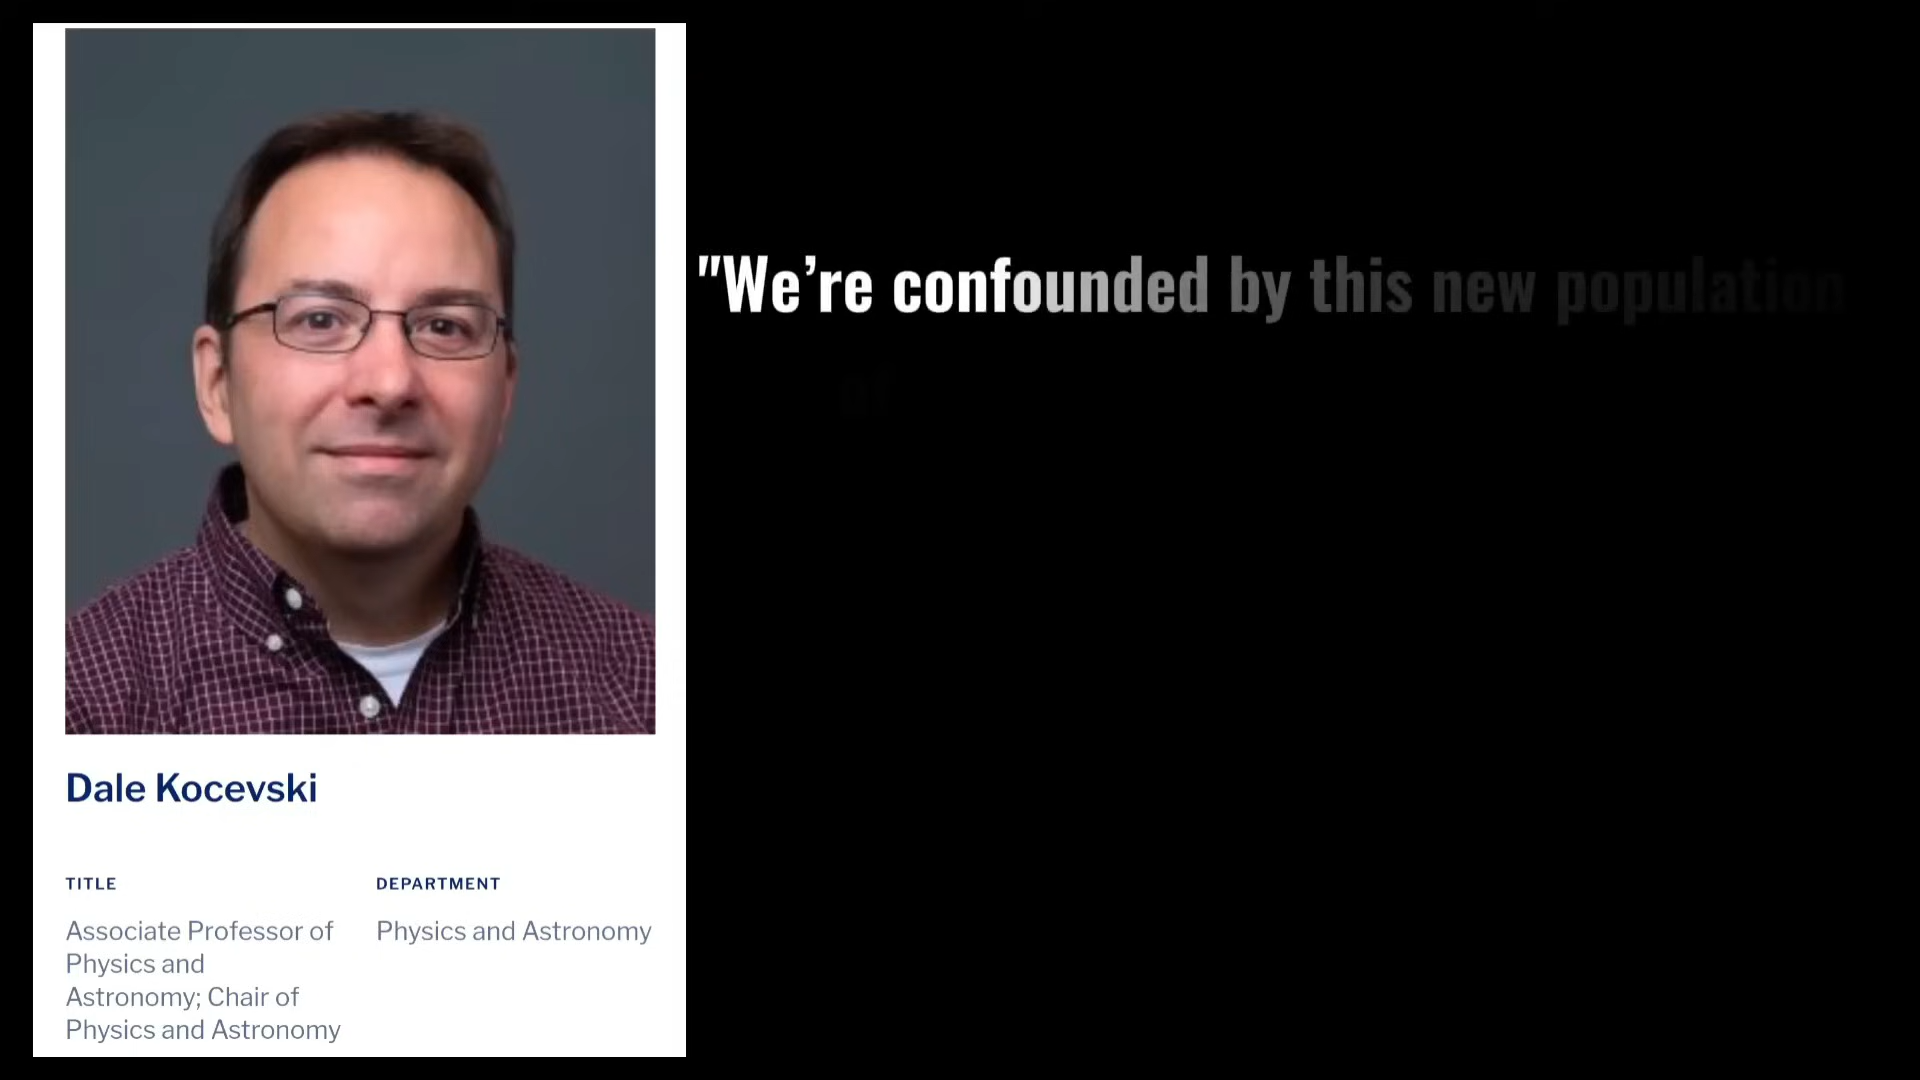 "We’re confounded by this new population
of
Dale Kocevski
TITLE
Associate Professor of
Physics and
Astronomy; Chair of
Physics and Astronomy
DEPARTMENT
Physics and Astronomy